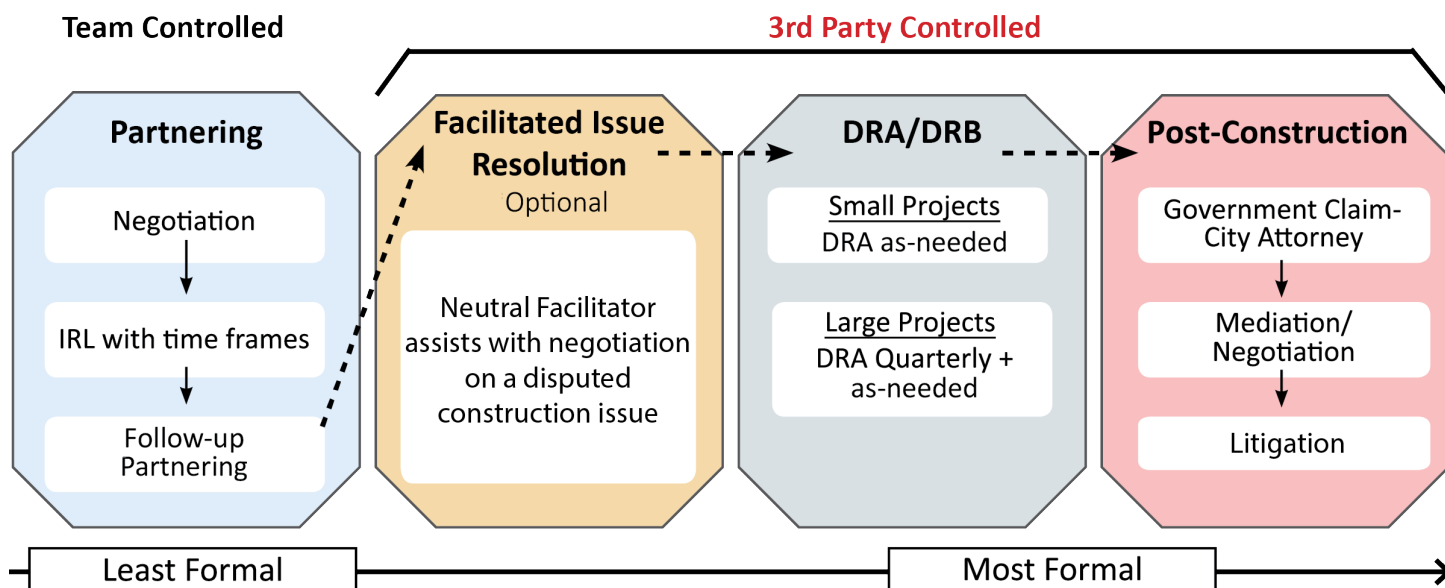 Team Controlled
3rd Party Controlled
Partnering
Negotiation
IRL with time frames
Follow-up
Partnering
Facilitated Issue
Resolution
Optional
Neutral Facilitator
assists with negotiation
on a disputed
construction issue
DRA/DRB
Small Projects
DRA as-needed
Large Projects
DRA Quarterly +
as-needed
Post-Construction
Government Claim-
City Attorney
Mediation/
Negotiation
Litigation
Least Formal
Most Formal